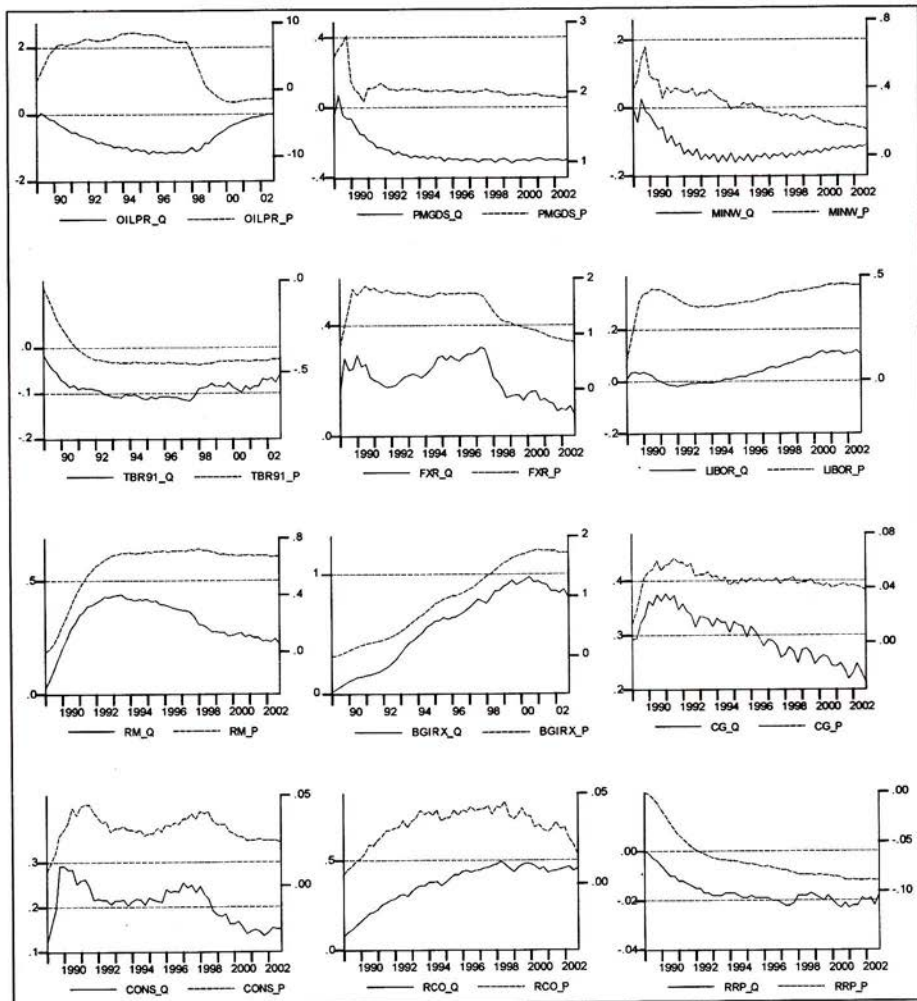 10
2
0
0
-10
-2
90 92 94 96 98 00 02
OILPR_Q OILPR_P
3
.4
2
.0
1
-.4
1990 1992 1994 1996 1998 2000 2002
PMGDS_Q PMGDS_P
0.8
0.2
0.4
0.0
0.0
-0.2
1990 1992 1994 1996 1998 2000 2002
MINW_Q MINW_P
.0
.0
-.5
-.1
-.2
90 92 94 96 98 00 02
TBR91_Q TBR91_P
2
.4
1
0
.0
1990 1992 1994 1996 1998 2000 2002
FXR_Q FXR_P
.5
.2
.0
.0
-.2
1990 1992 1994 1996 1998 2000 2002
LIBOR_Q LIBOR_P
.8
.5
.4
.0
.0
1990 1992 1994 1996 1998 2000 2002
RM_Q RM_P
2
1
1
0
0
90 92 94 96 98 00 02
BGIRX_Q BGIRX_P
.08
.4
.04
.3
.00
.2
1990 1992 1994 1996 1998 2000 2002
CG_Q CG_P
.05
.3
.00
.2
.1
1990 1992 1994 1996 1998 2000 2002
CONS_Q CONS_P
.05
.5
.00
.0
1990 1992 1994 1996 1998 2000 2002
RCO_Q RCO_P
.00
.00
-.05
-.02
-.10
-.04
1990 1992 1994 1996 1998 2000 2002
RRP_Q RRP_P